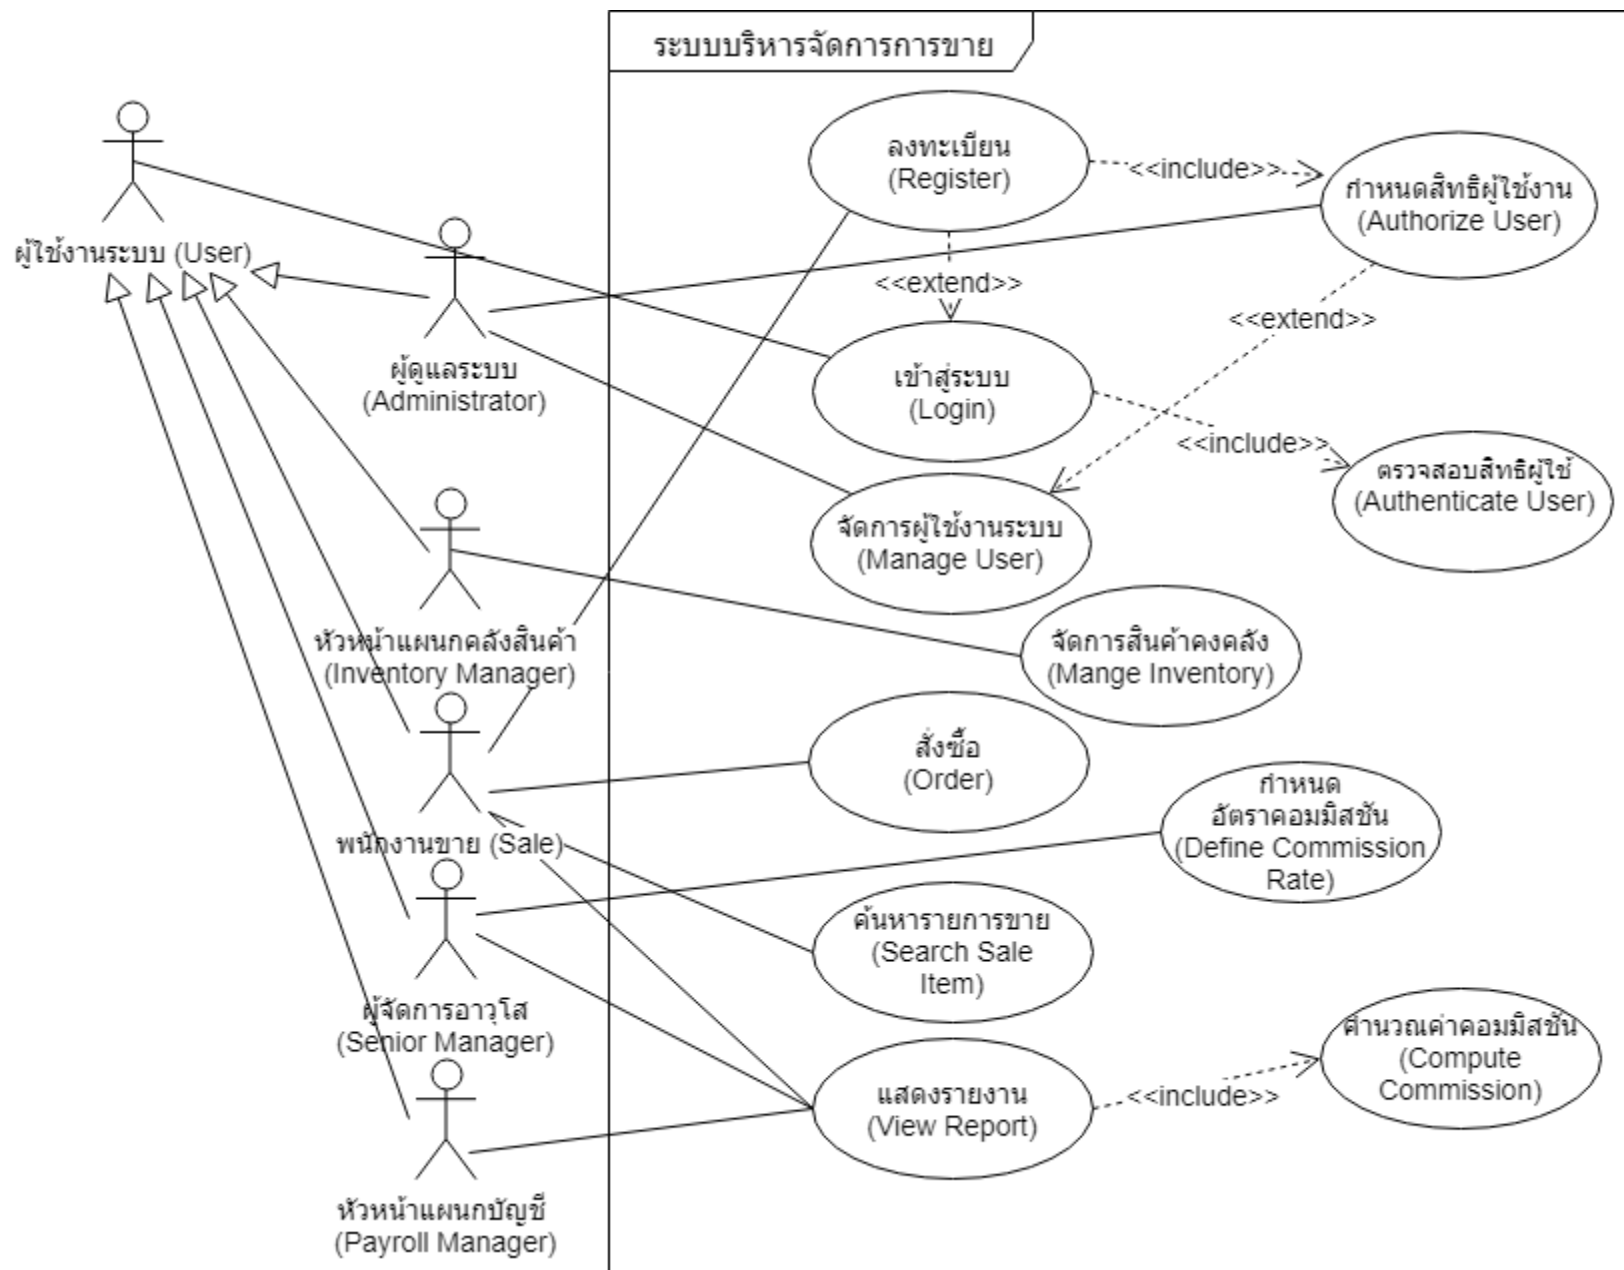 ระบบบริหารจัดการการขาย
ผู้ใช้งานระบบ (User)
ผู้ดูแลระบบ
(Administrator)
หัวหน้าแผนกคลังสินค้า
(Inventory Manager)
พนักงานขาย (Sale)
ผู้จัดการอาวุโส
(Senior Manager)
หัวหน้าแผนกบัญชี
(Payroll Manager)
ลงทะเบียน
(Register)
<<include>>
กำหนดสิทธิผู้ใช้งาน
(Authorize User)
<<extend>>
<<extend>>
เข้าสู่ระบบ
(Login)
<<include>>
ตรวจสอบสิทธิผู้ใช้
(Authenticate User)
จัดการผู้ใช้งานระบบ
(Manage User)
จัดการสินค้าคงคลัง
(Mange Inventory)
สั่งซื้อ
(Order)
กำหนด
อัตราคอมมิสชัน
(Define Commission
Rate)
ค้นหารายการขาย
(Search Sale
Item)
แสดงรายงาน
(View Report)
<<include>>
คำนวณค่าคอมมิสชัน
(Compute
Commission)